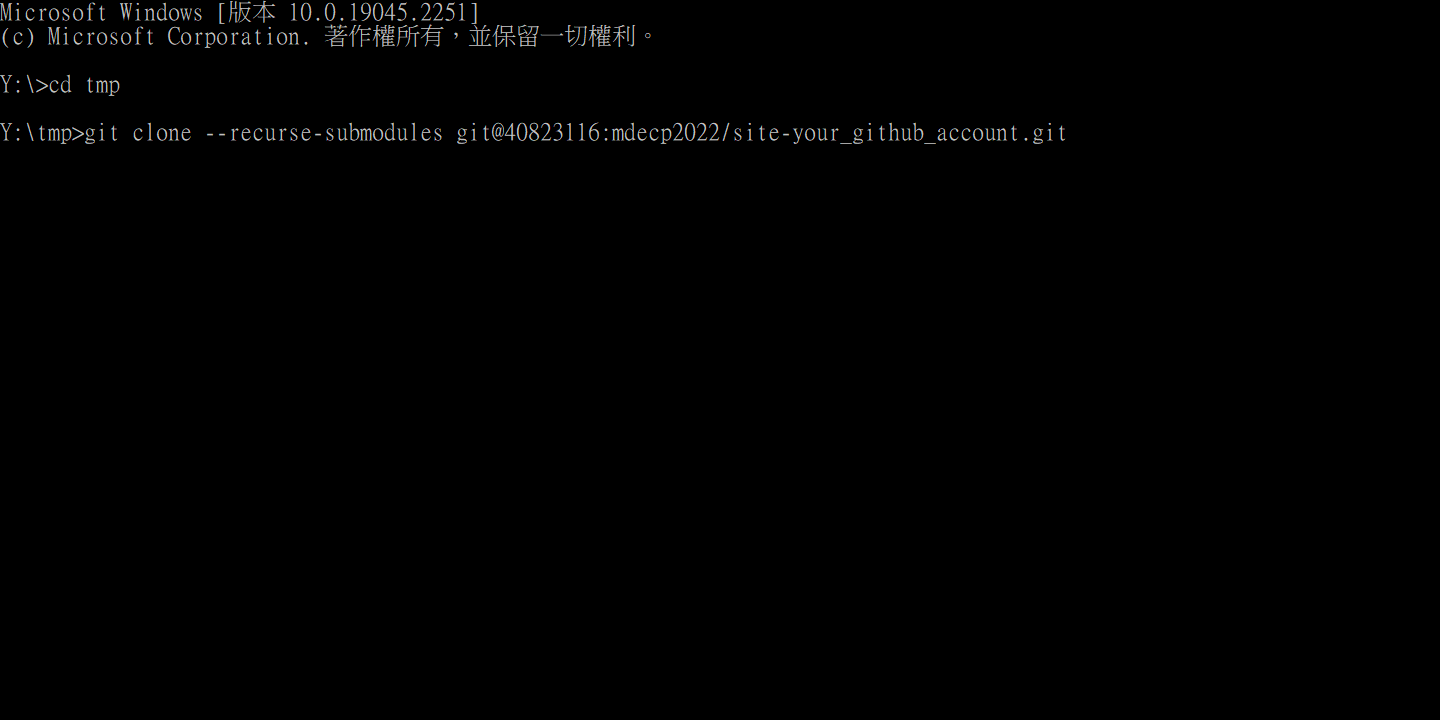 Microsoft Windows [版本 10.0.19045.2251]
(c) Microsoft Corporation. 著作權所有，並保留一切權利。
Y:\>cd tmp
Y:\tmp>git clone --recurse-submodules git@40823116:mdecp2022/site-your_github_account.git